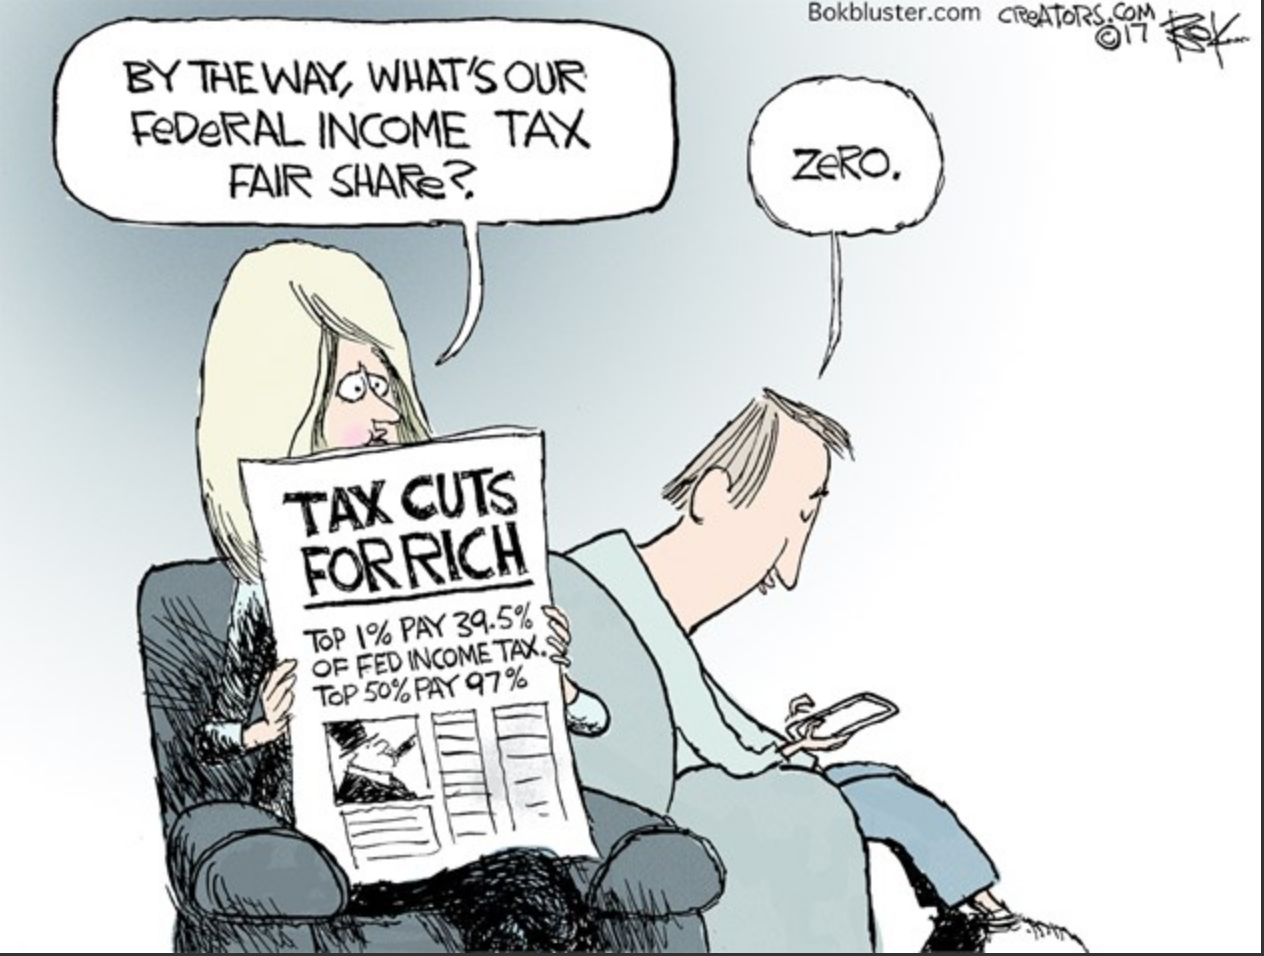 Bokbluster.com CREATORS.COM
©17 BOK
BY THE WAY, WHAT'S OUR
FEDERAL INCOME TAX
FAIR SHARE?
ZERO.
TAX CUTS
FOR RICH
TOP 1% PAY 39.5%
OF FED INCOME TAX.
TOP 50% PAY 97%